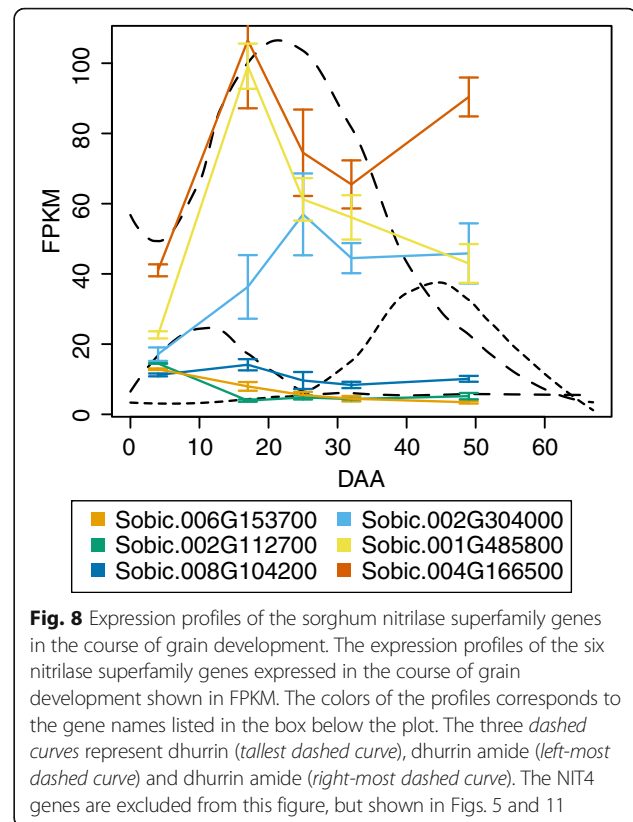 FPKM
100
80
60
40
20
0
0 10 20 30 40 50 60
DAA
Sobic.006G153700 Sobic.002G304000
Sobic.002G112700 Sobic.001G485800
Sobic.008G104200 Sobic.004G166500
Fig. 8 Expression profiles of the sorghum nitrilase superfamily genes
in the course of grain development. The expression profiles of the six
nitrilase superfamily genes expressed in the course of grain
development shown in FPKM. The colors of the profiles corresponds to
the gene names listed in the box below the plot. The three dashed
curves represent dhurrin (tallest dashed curve), dhurrin amide (left-most
dashed curve) and dhurrin amide (right-most dashed curve). The NIT4
genes are excluded from this figure, but shown in Figs. 5 and 11